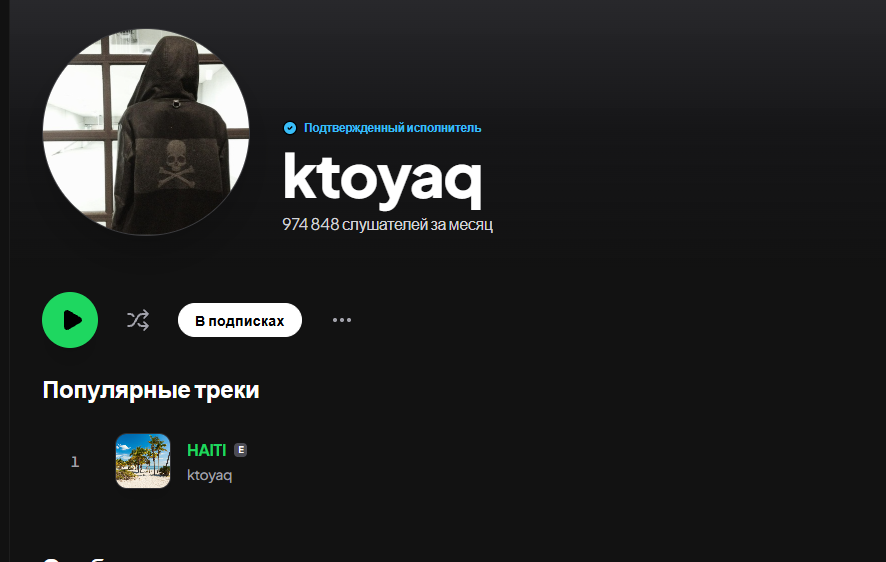 Подтвержденный исполнитель
ktoyaq
974 848 слушателей за месяц
В подписках
Популярные треки
1
HAITI E
ktoyaq